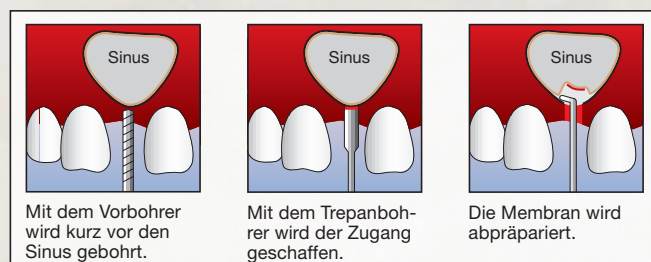 Sinus
Mit dem Vorbohrer
wird kurz vor den
Sinus gebohrt.
Sinus
Mit dem Trepanboh-
rer wird der Zugang
geschaffen.
Sinus
Die Membran wird
abpräpariert.